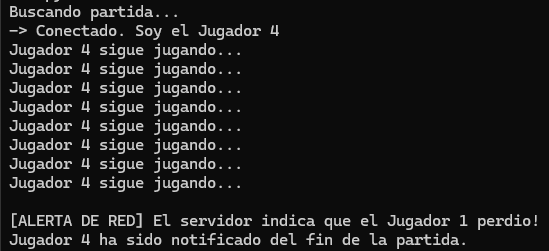 Buscando partida...
—> Conectado. Soy el Jugador 4
Jugador 4 sigue jugando...
Jugador 4 sigue jugando...
Jugador 4 sigue jugando...
Jugador 4 sigue jugando...
Jugador 4 sigue jugando...
Jugador 4 sigue jugando...
Jugador 4 sigue jugando...
Jugador 4 sigue jugando...
[ALERTA DE RED] El servidor indica que el Jugador 1 perdio!
Jugador 4 ha sido notificado del fin de la partida.